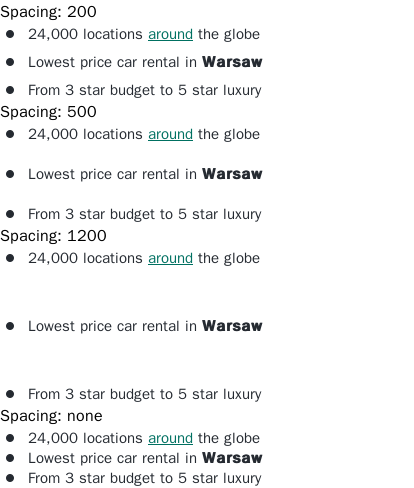 Spacing: 200
• 24,000 locations around the globe
• Lowest price car rental in Warsaw
• From 3 star budget to 5 star luxury
Spacing: 500
• 24,000 locations around the globe
• Lowest price car rental in Warsaw
• From 3 star budget to 5 star luxury
Spacing: 1200
• 24,000 locations around the globe
• Lowest price car rental in Warsaw
• From 3 star budget to 5 star luxury
Spacing: none
• 24,000 locations around the globe
• Lowest price car rental in Warsaw
• From 3 star budget to 5 star luxury